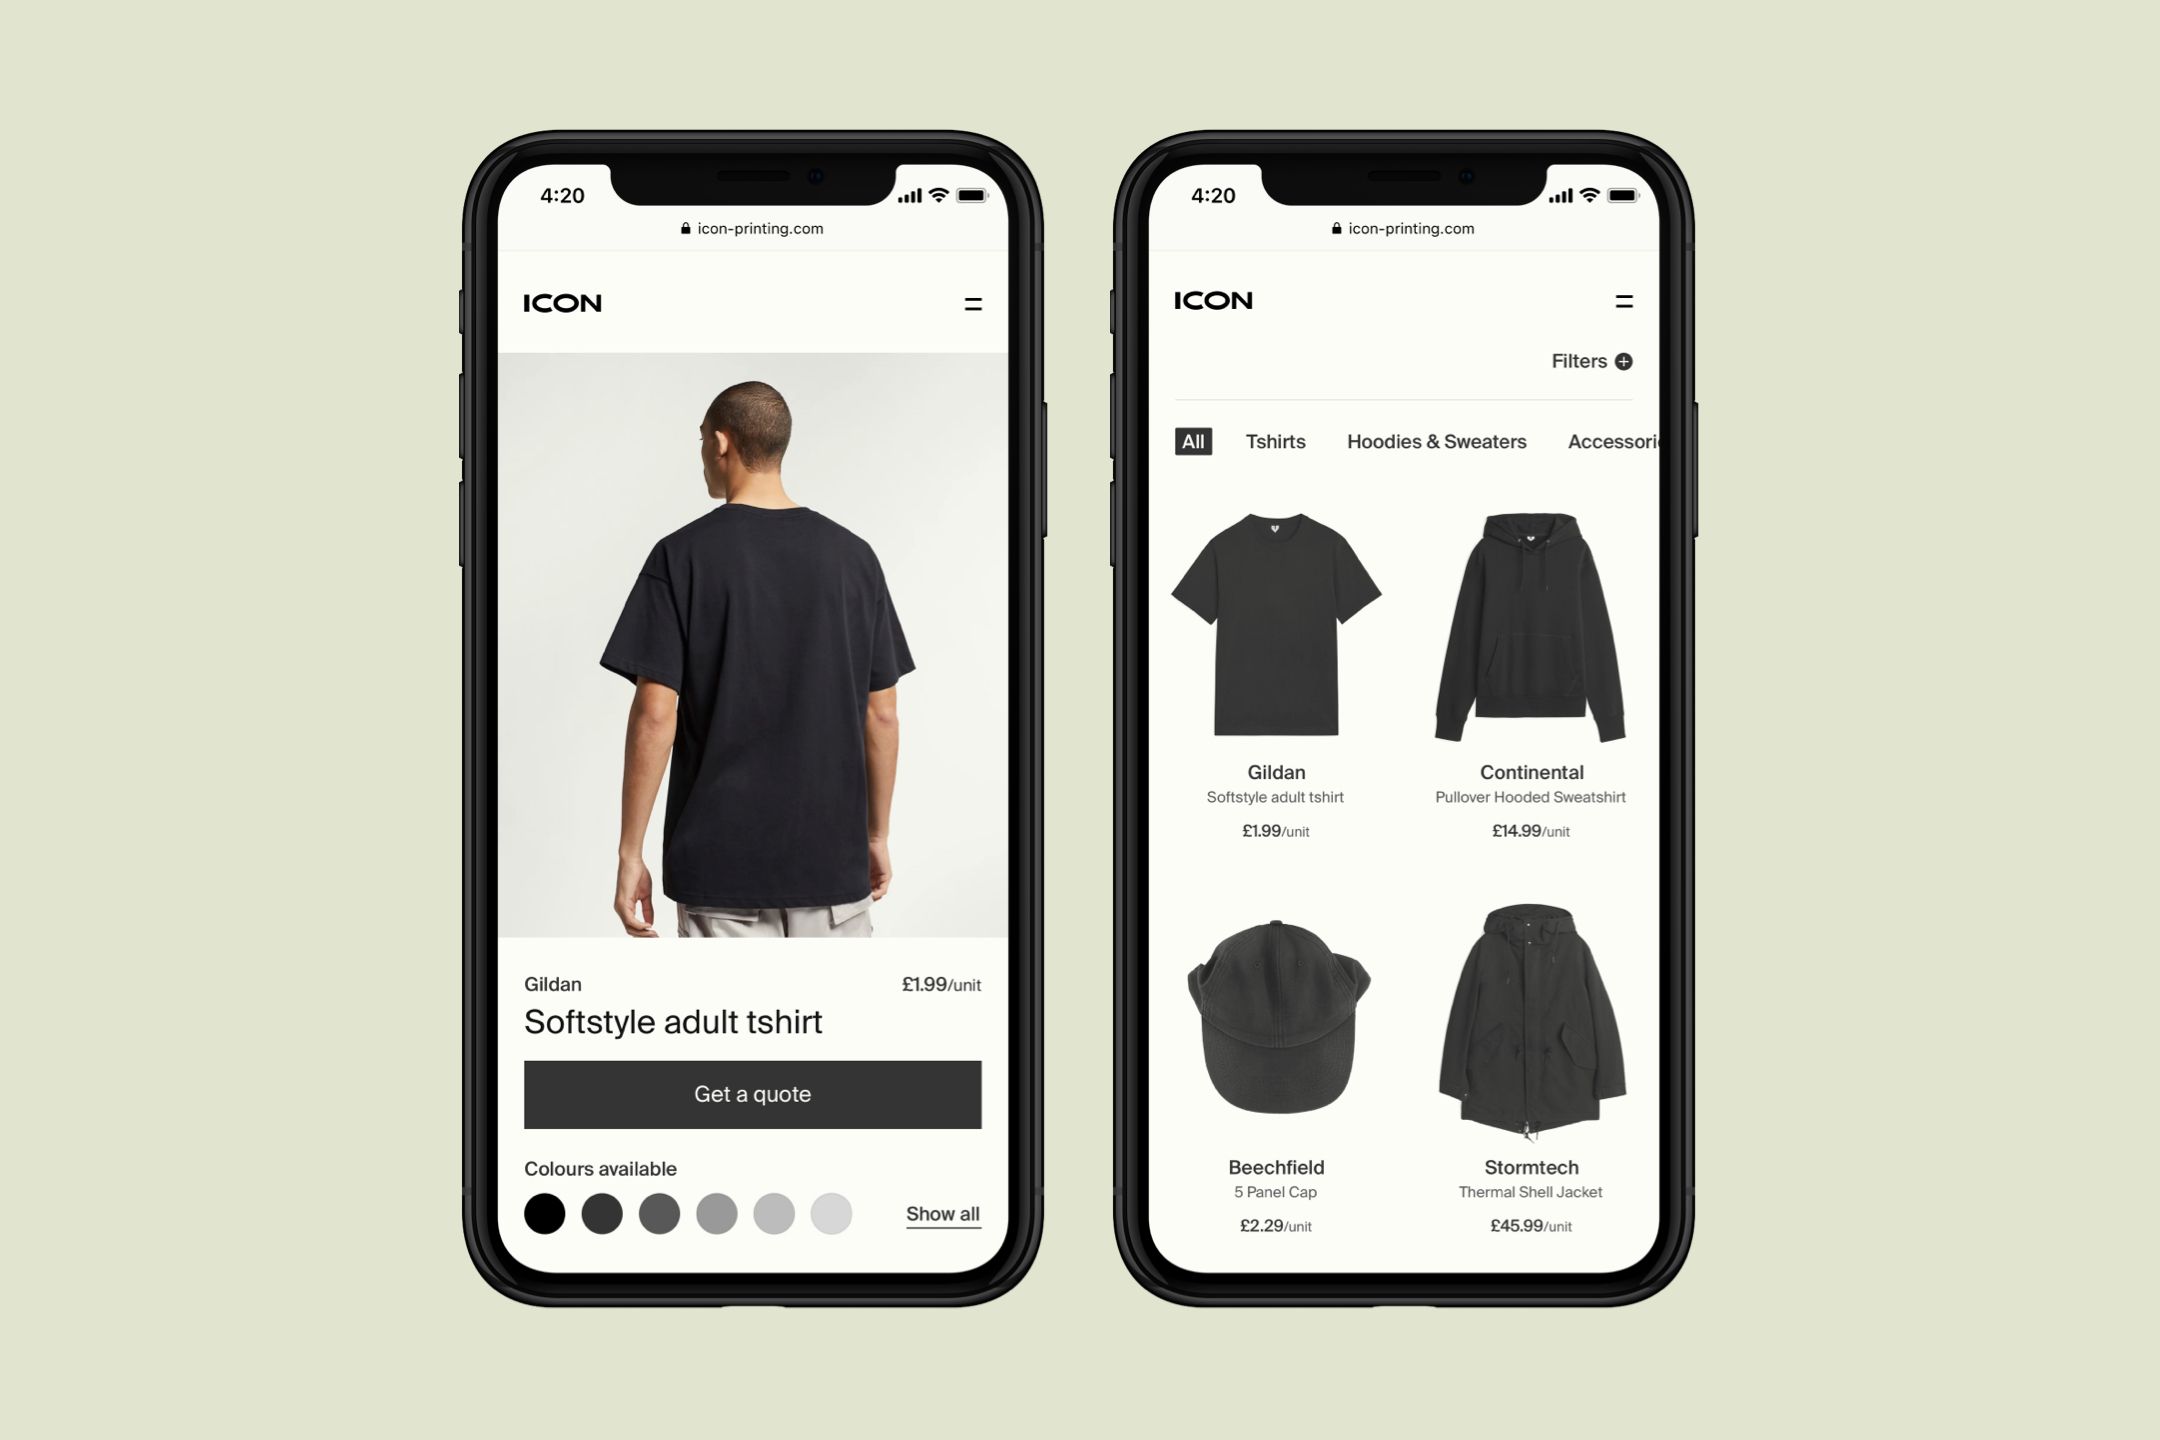 4:20
icon-printing.com
ICON
Gildan
£1.99/unit
Softstyle adult tshirt
Get a quote
Colours available
Show all
4:20
icon-printing.com
ICON
Filters
All
Tshirts
Hoodies & Sweaters
Accessori
Gildan
Softstyle adult tshirt
£1.99/unit
Continental
Pullover Hooded Sweatshirt
£14.99/unit
Beechfield
5 Panel Cap
£2.29/unit
Stormtech
Thermal Shell Jacket
£45.99/unit